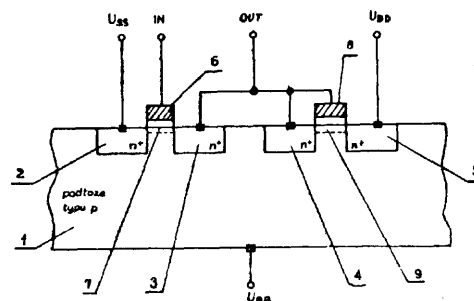 U_SS IN OUT U_DD
6 8
n⁺ n⁺ n⁺ n⁺
2
podłoże
typu p
1 7 3 4 9
U_BB